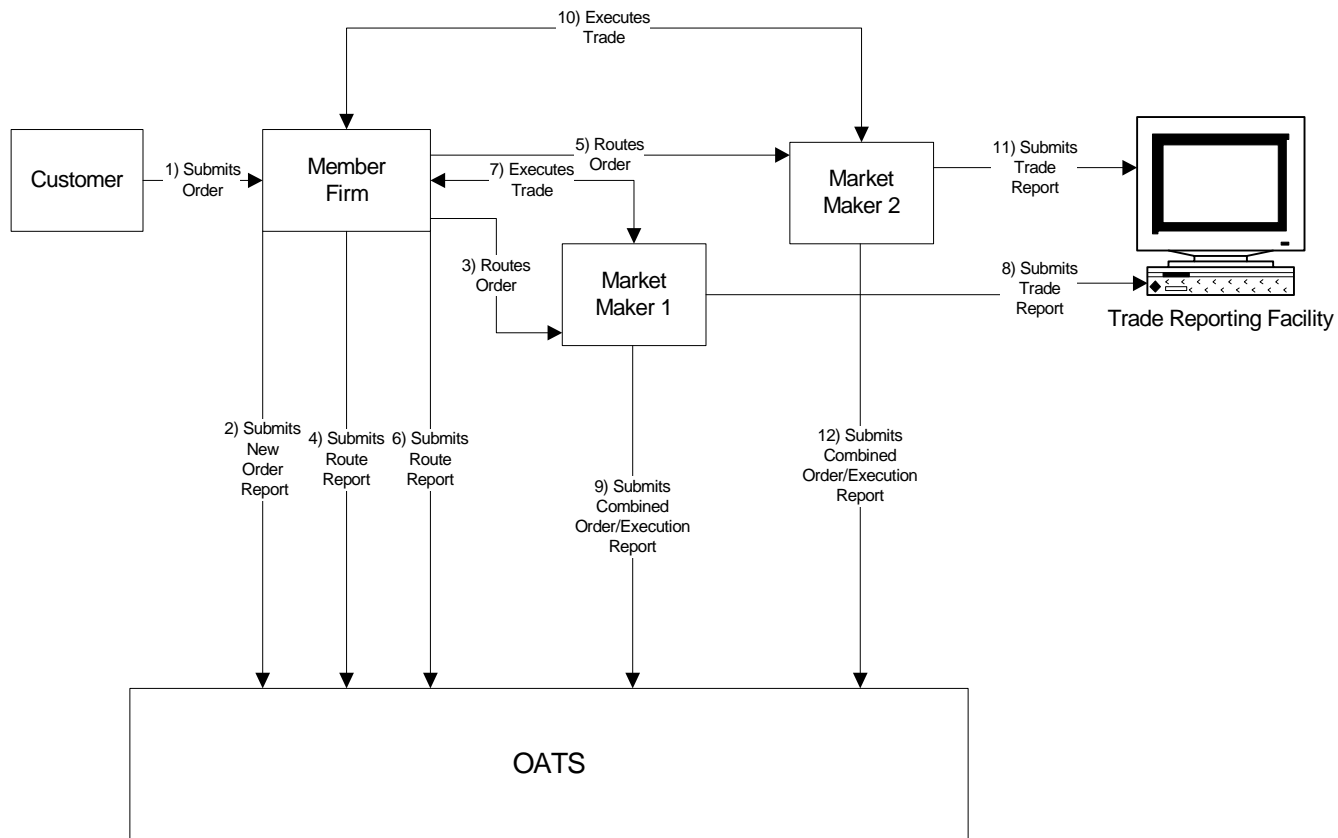 10) Executes
Trade
Customer
1) Submits
Order
Member
Firm
5) Routes
Order
7) Executes
Trade
3) Routes
Order
Market
Maker 2
Market
Maker 1
11) Submits
Trade
Report
8) Submits
Trade
Report
Trade Reporting Facility
2) Submits
New
Order
Report
4) Submits
Route
Report
6) Submits
Route
Report
9) Submits
Combined
Order/Execution
Report
12) Submits
Combined
Order/Execution
Report
OATS